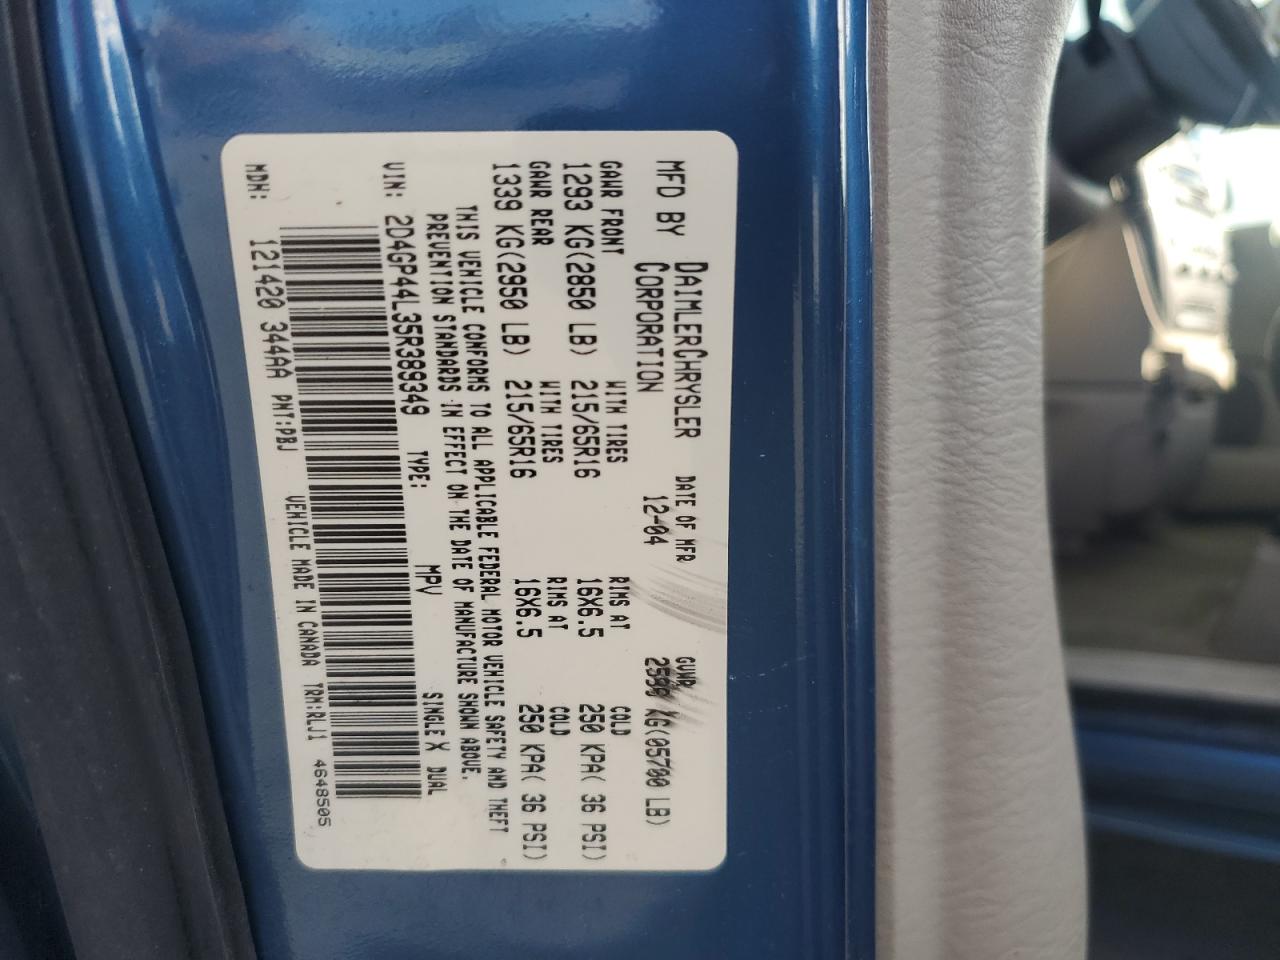 MFD BY DAIMLERCHRYSLER DATE OF MFR GVWR
CORPORATION 12-04 KG(05700 LB)
GAWR FRONT WITH TIRES RIMS AT COLD
1293 KG(2850 LB) 215/65R16 16X6.5 250 KPA( 36 PSI)
GAWR REAR WITH TIRES RIMS AT COLD
1339 KG(2950 LB) 215/65R16 16X6.5 250 KPA( 36 PSI)
THIS VEHICLE CONFORMS TO ALL APPLICABLE FEDERAL MOTOR VEHICLE SAFETY AND THEFT
PREVENTION STANDARDS IN EFFECT ON THE DATE OF MANUFACTURE SHOWN ABOVE.
VIN: 2D4GP44L35R389349 TYPE: MPV SINGLE X DUAL
MDH: 121420 344AA PNT:PBJ VEHICLE MADE IN CANADA TRM:RLJ1 4648505